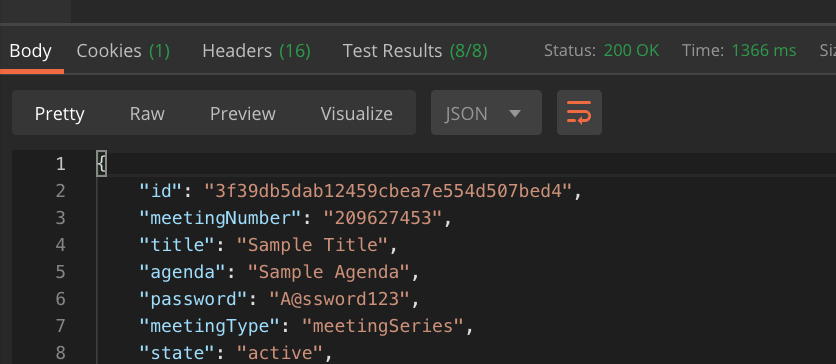 Body Cookies (1) Headers (16) Test Results (8/8) Status: 200 OK Time: 1366 ms
Pretty Raw Preview Visualize JSON
1 {
2 "id": "3f39db5dab12459cbea7e554d507bed4",
3 "meetingNumber": "209627453",
4 "title": "Sample Title",
5 "agenda": "Sample Agenda",
6 "password": "A@ssword123",
7 "meetingType": "meetingSeries",
8 "state": "active",